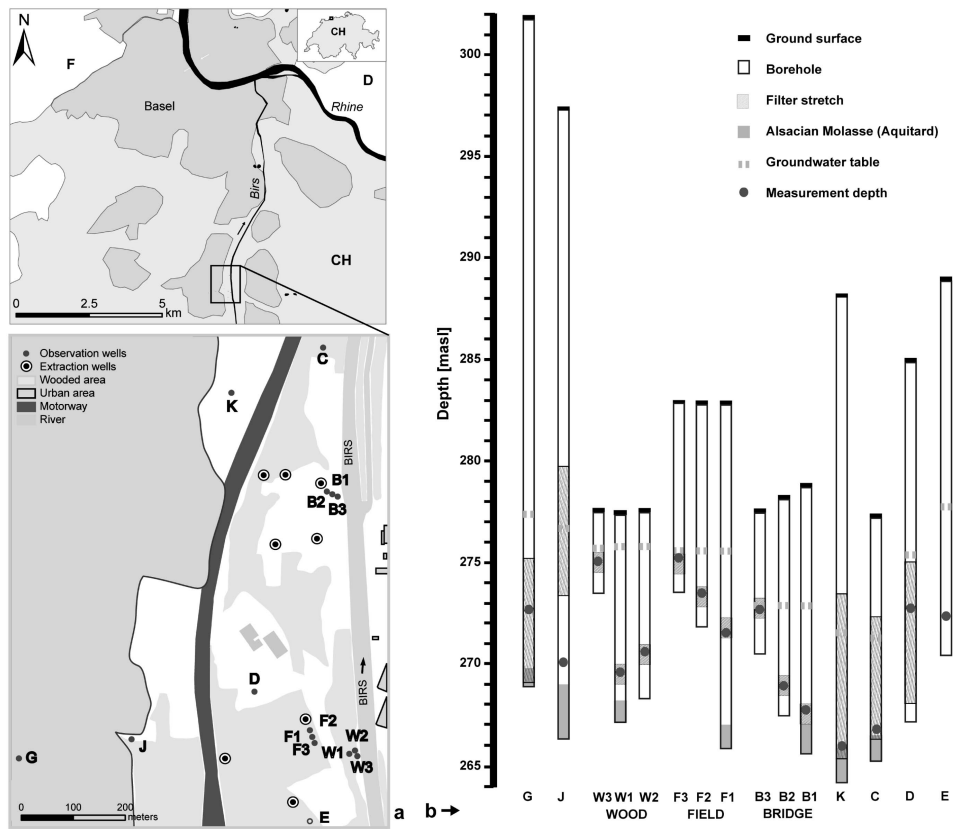 N
CH
F
D
Basel
Rhine
Birs
CH
0 2.5 5
km
Observation wells
Extraction wells
Wooded area
Urban area
Motorway
River
C
K
BIRS
B1
B2
B3
D
BIRS
F2
F1
F3
W2
W1
W3
J
G
E
0 100 200
meters
a
b
Depth [masl]
300
295
290
285
280
275
270
265
Ground surface
Borehole
Filter stretch
Alsacian Molasse (Aquitard)
Groundwater table
Measurement depth
G J W3 W1 W2 F3 F2 F1 B3 B2 B1 K C D E
WOOD FIELD BRIDGE